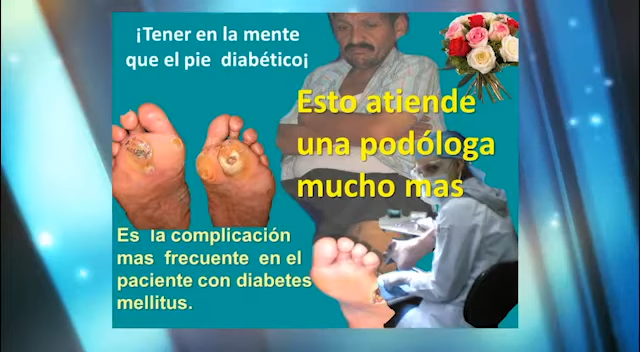 ¡Tener en la mente
que el pie diabético¡
Esto atiende
una podóloga
mucho mas
Es la complicación
mas frecuente en el
paciente con diabetes
mellitus.